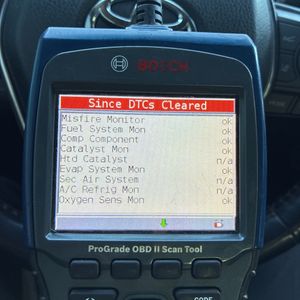 BOSCH
Since DTCs Cleared
Misfire Monitor ok
Fuel System Mon ok
Comp Component ok
Catalyst Mon ok
Htd Catalyst n/a
Evap System Mon ok
Sec Air System n/a
A/C Refrig Mon n/a
Oxygen Sens Mon ok
ProGrade OBD II Scan Tool
CODE